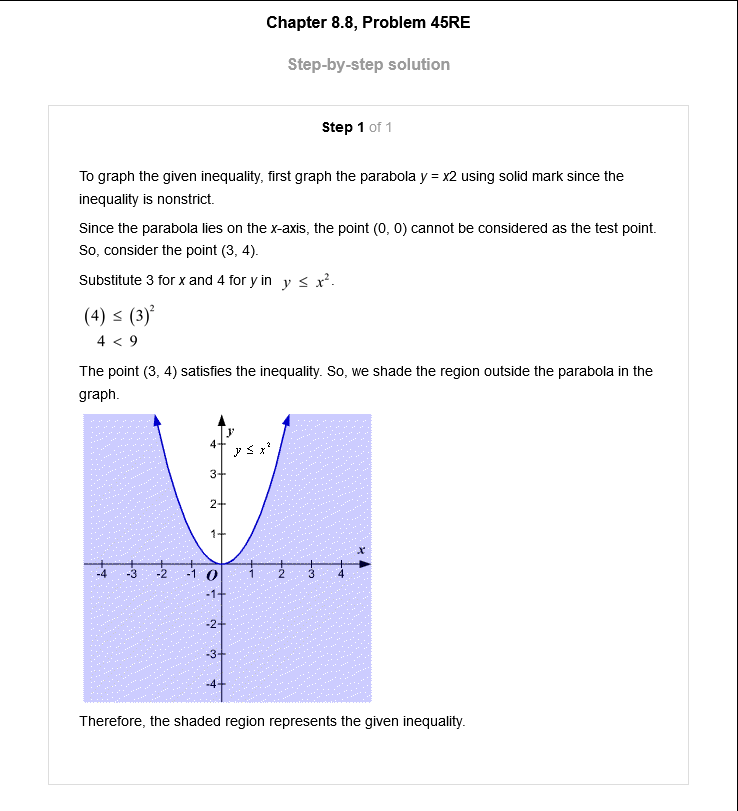 Chapter 8.8, Problem 45RE
Step-by-step solution
Step 1 of 1
To graph the given inequality, first graph the parabola y = x2 using solid mark since the
inequality is nonstrict.
Since the parabola lies on the x-axis, the point (0, 0) cannot be considered as the test point.
So, consider the point (3, 4).
Substitute 3 for x and 4 for y in y ≤ x².
(4) ≤ (3)²
4 < 9
The point (3, 4) satisfies the inequality. So, we shade the region outside the parabola in the
graph.
y
4
y ≤ x²
3
2
1
x
-4 -3 -2 -1 O 1 2 3 4
-1
-2
-3
-4
Therefore, the shaded region represents the given inequality.